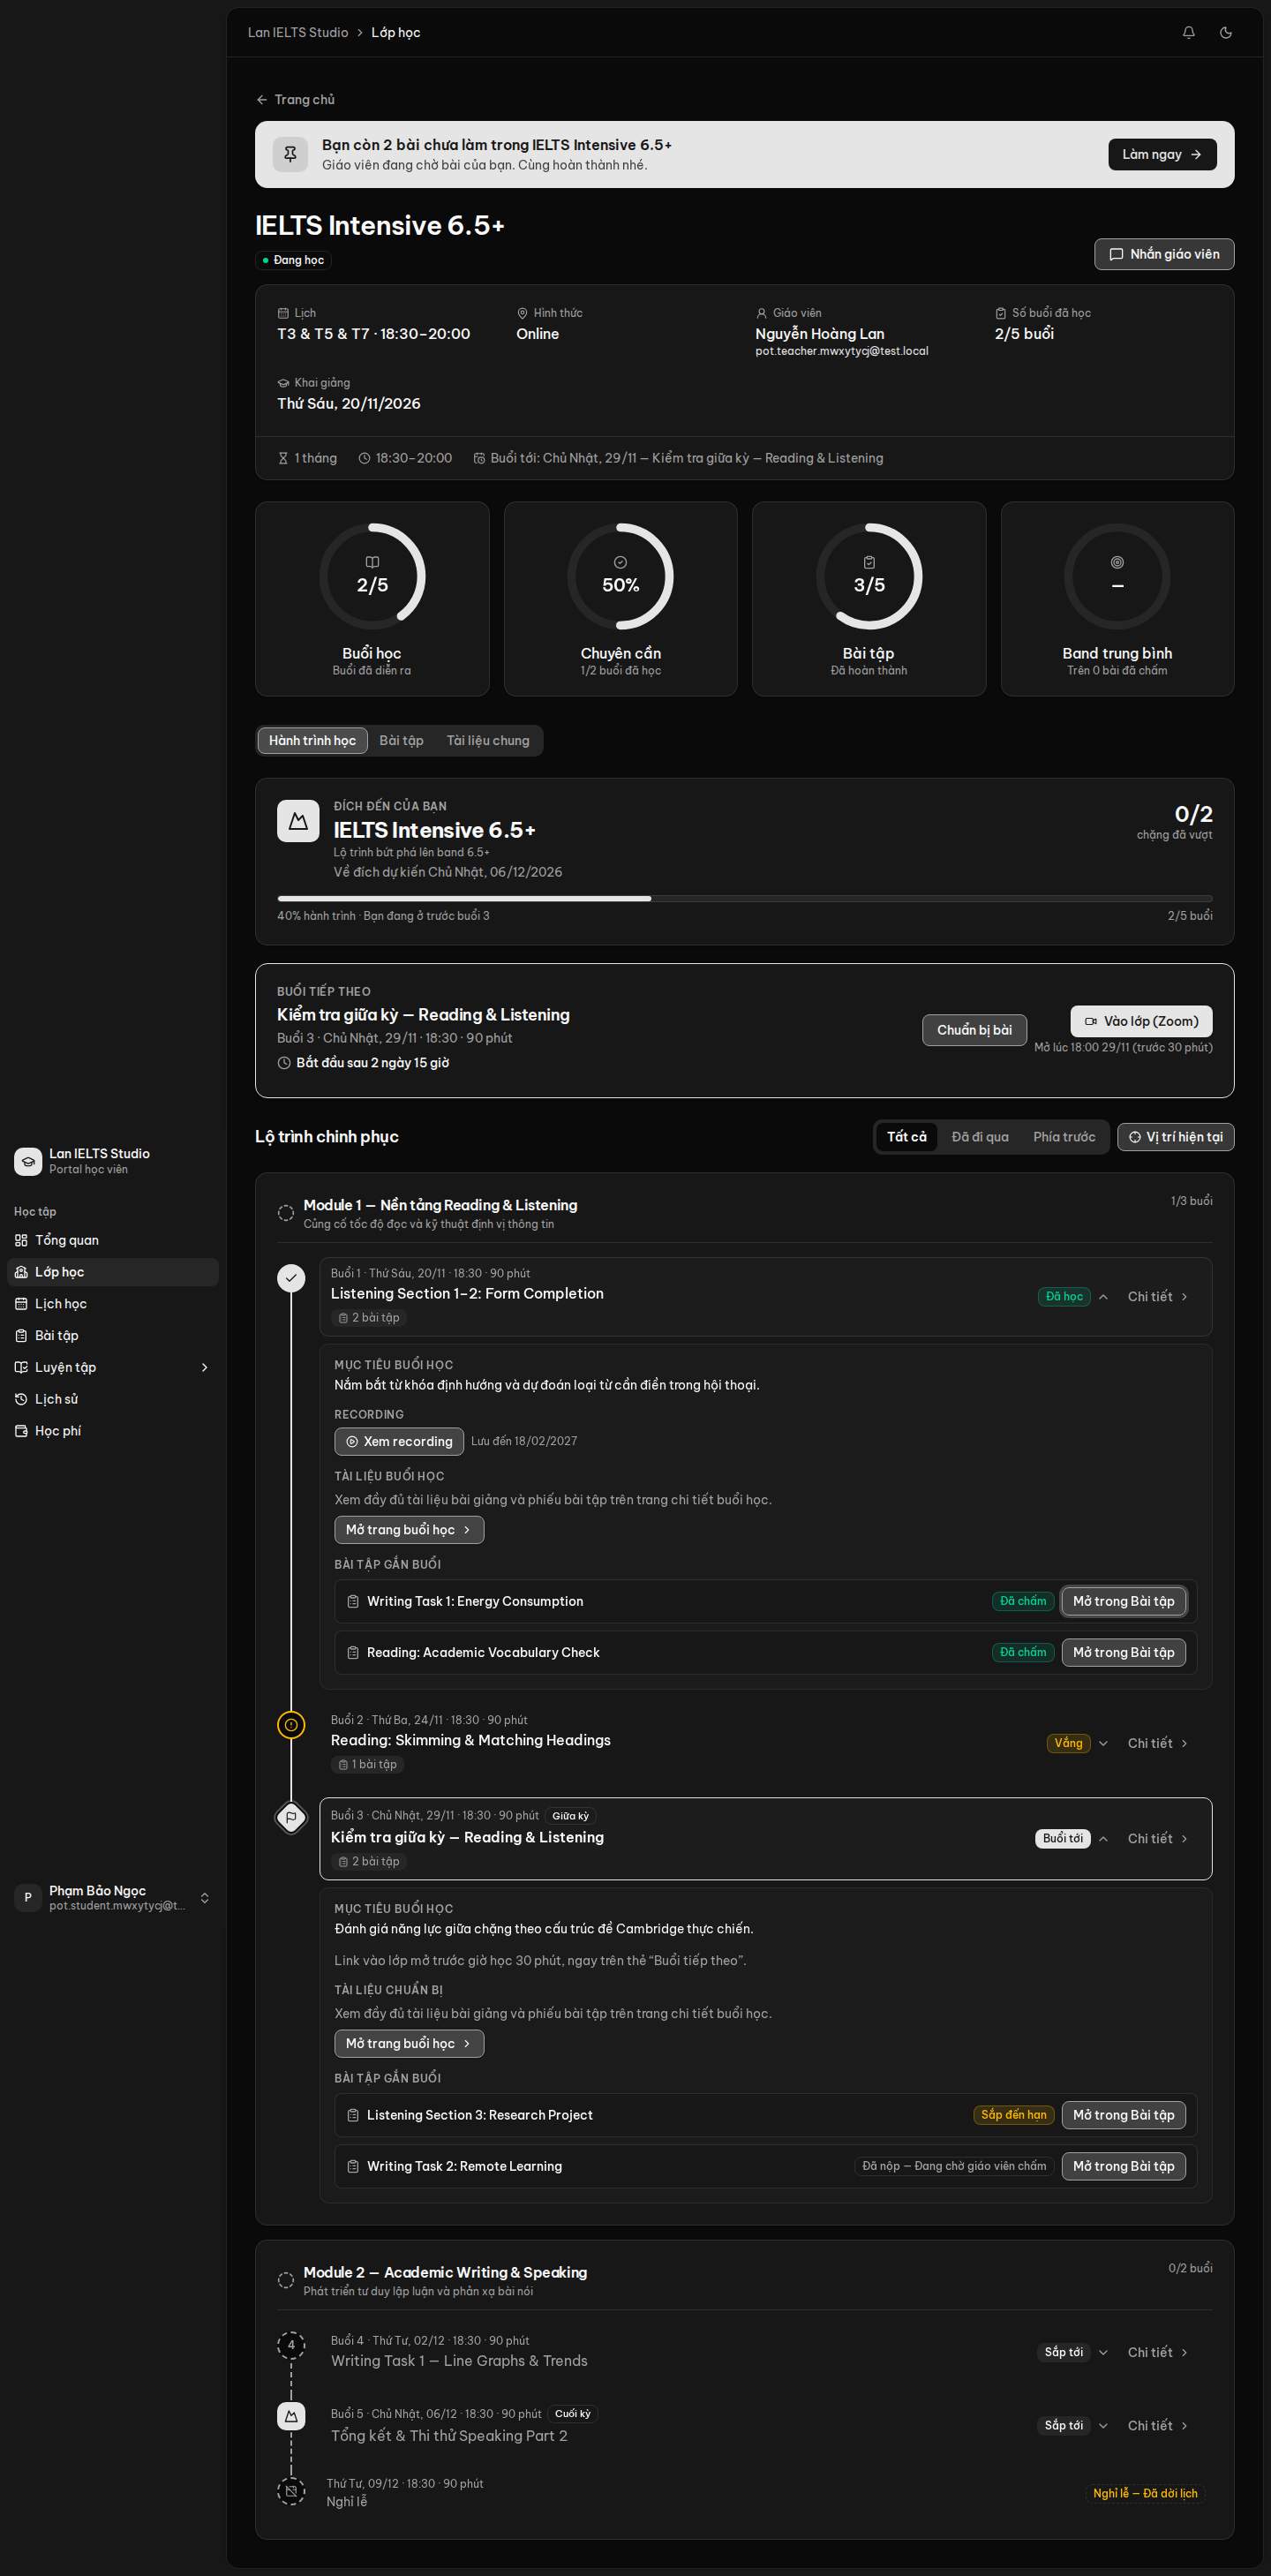 Lan IELTS Studio
Portal học viên
Học tập
Tổng quan
Lớp học
Lịch học
Bài tập
Luyện tập
Lịch sử
Học phí
P
Phạm Bảo Ngọc
pot.student.mwxytycj@t...
Lan IELTS Studio > Lớp học
Trang chủ
Bạn còn 2 bài chưa làm trong IELTS Intensive 6.5+
Giáo viên đang chờ bài của bạn. Cùng hoàn thành nhé.
Làm ngay
IELTS Intensive 6.5+
Đang học
Nhắn giáo viên
Lịch
T3 & T5 & T7 · 18:30–20:00
Hình thức
Online
Giáo viên
Nguyễn Hoàng Lan
pot.teacher.mwxytycj@test.local
Số buổi đã học
2/5 buổi
Khai giảng
Thứ Sáu, 20/11/2026
1 tháng
18:30–20:00
Buổi tới: Chủ Nhật, 29/11 — Kiểm tra giữa kỳ — Reading & Listening
2/5
Buổi học
Buổi đã diễn ra
50%
Chuyên cần
1/2 buổi đã học
3/5
Bài tập
Đã hoàn thành
—
Band trung bình
Trên 0 bài đã chấm
Hành trình học
Bài tập
Tài liệu chung
ĐÍCH ĐẾN CỦA BẠN
IELTS Intensive 6.5+
Lộ trình bứt phá lên band 6.5+
Về đích dự kiến Chủ Nhật, 06/12/2026
0/2
chặng đã vượt
40% hành trình · Bạn đang ở trước buổi 3
2/5 buổi
BUỔI TIẾP THEO
Kiểm tra giữa kỳ — Reading & Listening
Buổi 3 · Chủ Nhật, 29/11 · 18:30 · 90 phút
Bắt đầu sau 2 ngày 15 giờ
Chuẩn bị bài
Vào lớp (Zoom)
Mở lúc 18:00 29/11 (trước 30 phút)
Lộ trình chinh phục
Tất cả
Đã đi qua
Phía trước
Vị trí hiện tại
Module 1 — Nền tảng Reading & Listening
Củng cố tốc độ đọc và kỹ thuật định vị thông tin
1/3 buổi
Buổi 1 · Thứ Sáu, 20/11 · 18:30 · 90 phút
Listening Section 1–2: Form Completion
2 bài tập
Đã học
Chi tiết
MỤC TIÊU BUỔI HỌC
Nắm bắt từ khóa định hướng và dự đoán loại từ cần điền trong hội thoại.
RECORDING
Xem recording
Lưu đến 18/02/2027
TÀI LIỆU BUỔI HỌC
Xem đầy đủ tài liệu bài giảng và phiếu bài tập trên trang chi tiết buổi học.
Mở trang buổi học
BÀI TẬP GẮN BUỔI
Writing Task 1: Energy Consumption
Đã chấm
Mở trong Bài tập
Reading: Academic Vocabulary Check
Đã chấm
Mở trong Bài tập
Buổi 2 · Thứ Ba, 24/11 · 18:30 · 90 phút
Reading: Skimming & Matching Headings
1 bài tập
Vắng
Chi tiết
Buổi 3 · Chủ Nhật, 29/11 · 18:30 · 90 phút
Giữa kỳ
Kiểm tra giữa kỳ — Reading & Listening
2 bài tập
Buổi tới
Chi tiết
MỤC TIÊU BUỔI HỌC
Đánh giá năng lực giữa chặng theo cấu trúc đề Cambridge thực chiến.
Link vào lớp mở trước giờ học 30 phút, ngay trên thẻ “Buổi tiếp theo”.
TÀI LIỆU CHUẨN BỊ
Xem đầy đủ tài liệu bài giảng và phiếu bài tập trên trang chi tiết buổi học.
Mở trang buổi học
BÀI TẬP GẮN BUỔI
Listening Section 3: Research Project
Sắp đến hạn
Mở trong Bài tập
Writing Task 2: Remote Learning
Đã nộp — Đang chờ giáo viên chấm
Mở trong Bài tập
Module 2 — Academic Writing & Speaking
Phát triển tư duy lập luận và phản xạ bài nói
0/2 buổi
4
Buổi 4 · Thứ Tư, 02/12 · 18:30 · 90 phút
Writing Task 1 — Line Graphs & Trends
Sắp tới
Chi tiết
Buổi 5 · Chủ Nhật, 06/12 · 18:30 · 90 phút
Cuối kỳ
Tổng kết & Thi thử Speaking Part 2
Sắp tới
Chi tiết
Thứ Tư, 09/12 · 18:30 · 90 phút
Nghỉ lễ
Nghỉ lễ — Đã dời lịch